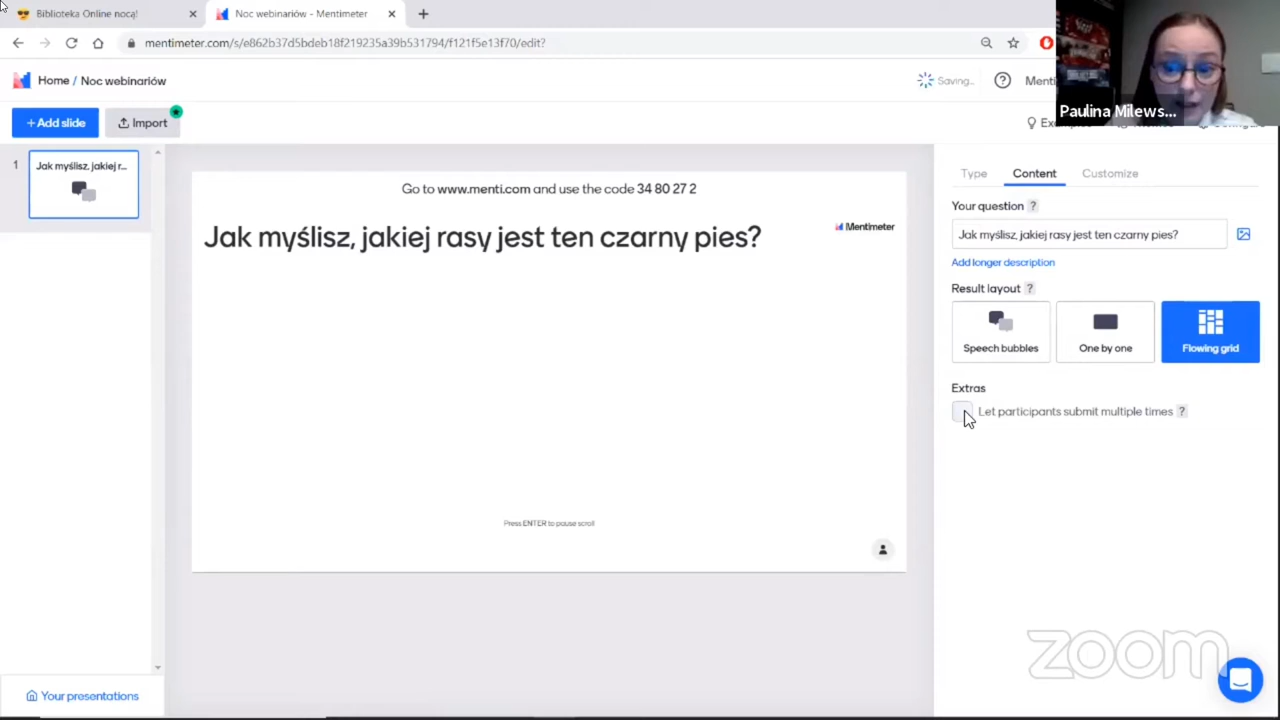 Biblioteka Online nocą!
Noc webinariów - Mentimeter
mentimeter.com/s/e862b37d5bdeb18f219235a39b531794/f121f5e13f70/edit?
Home / Noc webinariów
Saving..
?
Menti
Paulina Milews...
+ Add slide
Import
1
Jak myślisz, jakiej r...
Go to www.menti.com and use the code 34 80 27 2
Mentimeter
Jak myślisz, jakiej rasy jest ten czarny pies?
Press ENTER to pause scroll
Type
Content
Customize
Your question ?
Jak myślisz, jakiej rasy jest ten czarny pies?
Add longer description
Result layout ?
Speech bubbles
One by one
Flowing grid
Extras
Let participants submit multiple times ?
zoom
Your presentations